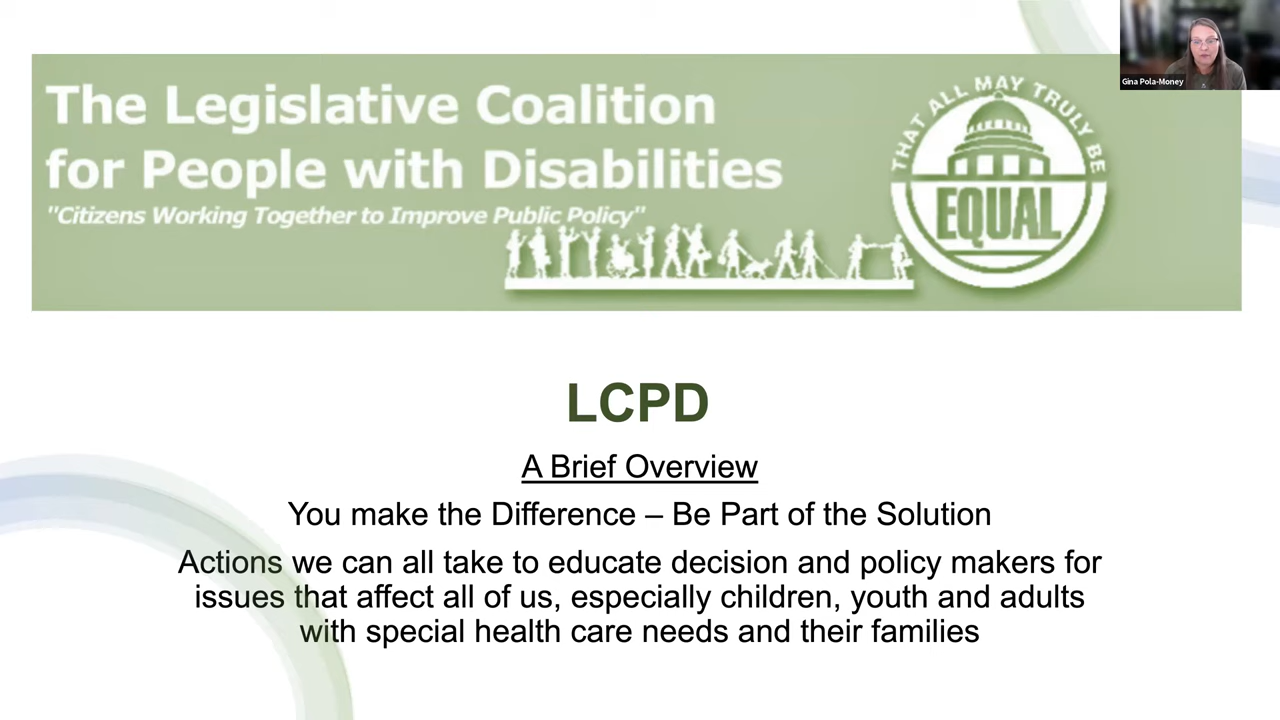 The Legislative Coalition
for People with Disabilities
"Citizens Working Together to Improve Public Policy"
THAT ALL MAY TRULY BE
EQUAL
Gina Pola-Money
LCPD
A Brief Overview
You make the Difference – Be Part of the Solution
Actions we can all take to educate decision and policy makers for
issues that affect all of us, especially children, youth and adults
with special health care needs and their families